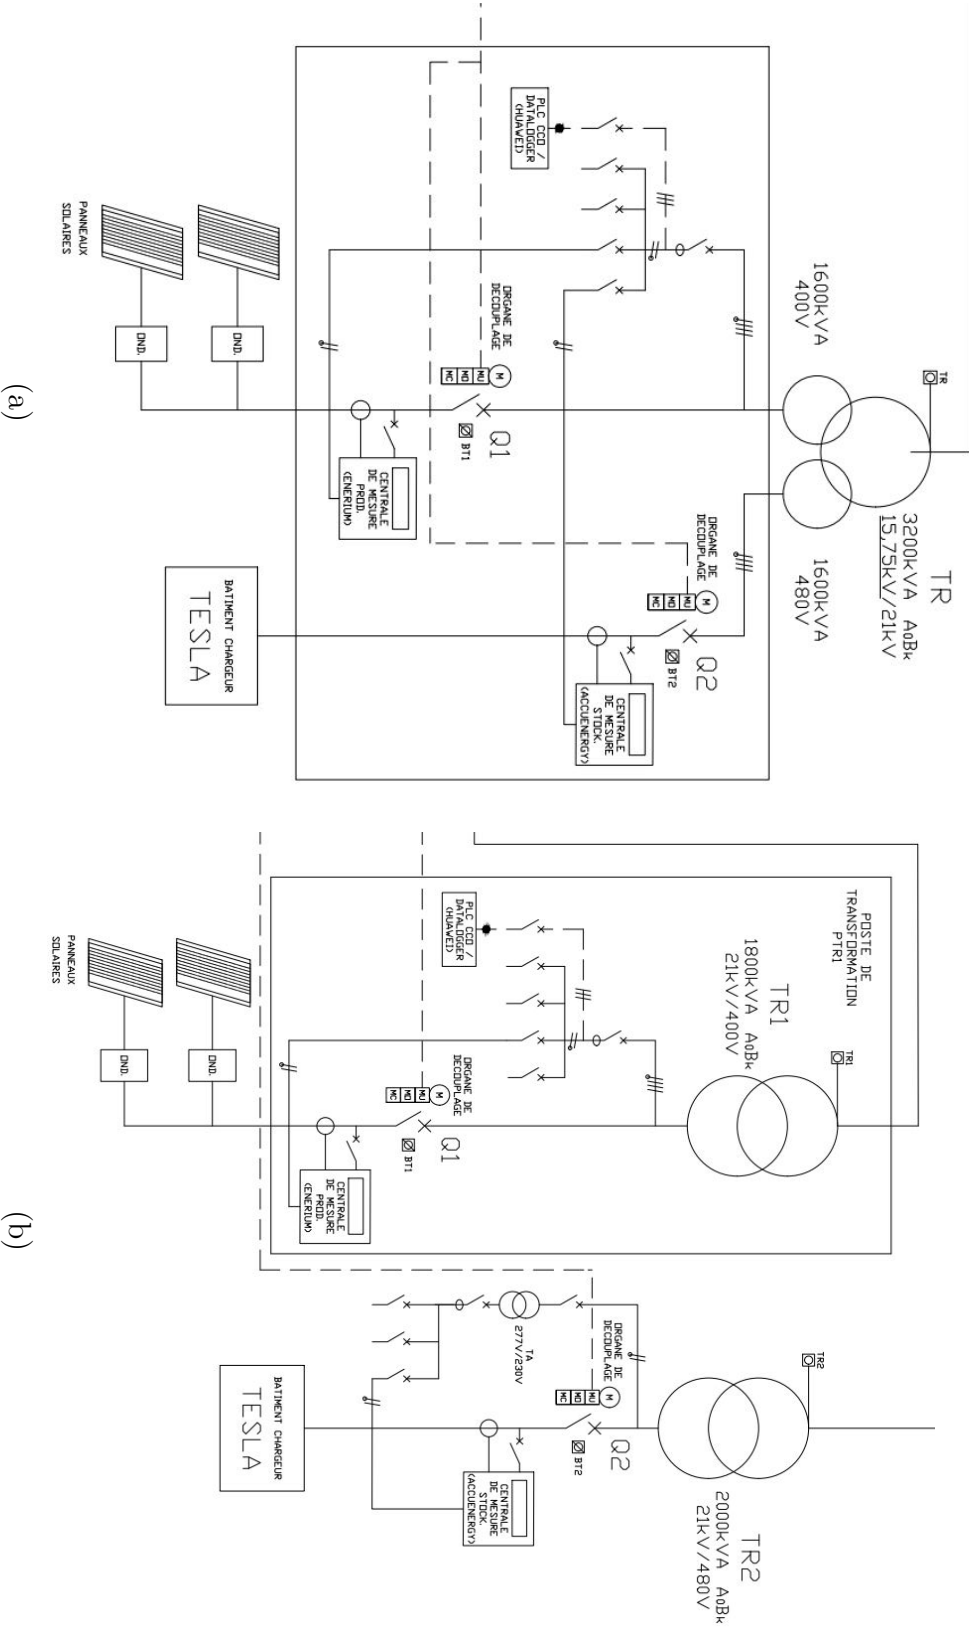 TR
3200kVA AoBk
15,75kV/21kV
TR
1600kVA
400V
1600kVA
480V
PLC CCO /
DATALOGGER
(HUAWEI)
ORGANE DE
DECOUPLAGE
M
MU
MO
MC
Q1
BT1
ORGANE DE
DECOUPLAGE
M
MU
MO
MC
Q2
BT2
CENTRALE
DE MESURE
PROD.
(ENERIUM)
CENTRALE
DE MESURE
STOCK.
(ACCUENERGY)
OND.
OND.
PANNEAUX
SOLAIRES
BATIMENT CHARGEUR
TESLA
(a)
POSTE DE
TRANSFORMATION
PTR1
TR1
1800kVA AoBk
21kV/400V
TR1
TR2
TR2
2000kVA AoBk
21kV/480V
PLC CCO /
DATALOGGER
(HUAWEI)
ORGANE DE
DECOUPLAGE
M
MU
MO
MC
Q1
BT1
TA
277V/230V
ORGANE DE
DECOUPLAGE
M
MU
MO
MC
Q2
BT2
CENTRALE
DE MESURE
PROD.
(ENERIUM)
CENTRALE
DE MESURE
STOCK.
(ACCUENERGY)
OND.
OND.
PANNEAUX
SOLAIRES
BATIMENT CHARGEUR
TESLA
(b)